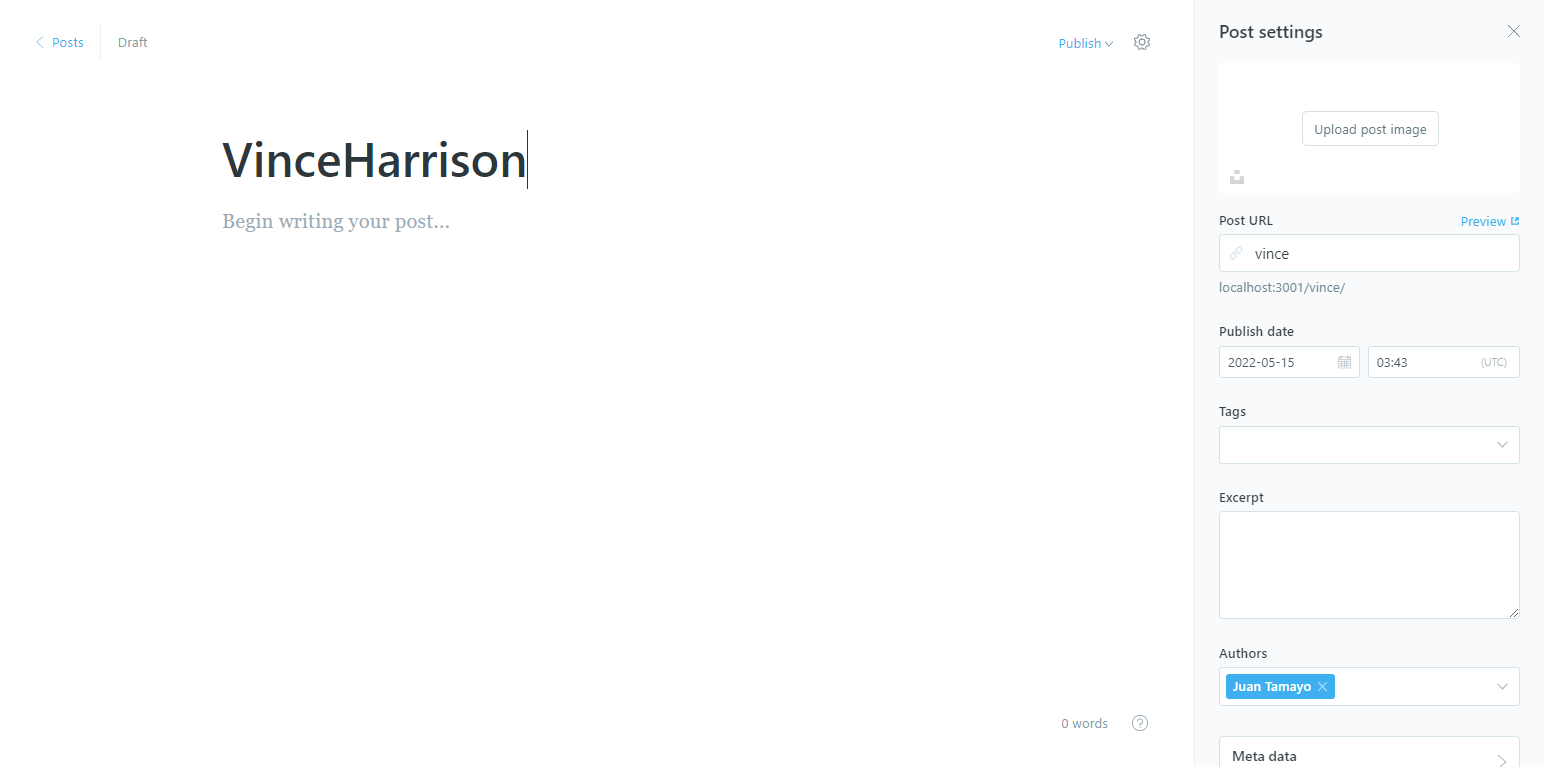 Posts
Draft
Publish
VinceHarrison
Begin writing your post...
0 words
?
Post settings
Upload post image
Post URL
Preview
vince
localhost:3001/vince/
Publish date
2022-05-15
03:43
(UTC)
Tags
Excerpt
Authors
Juan Tamayo
Meta data